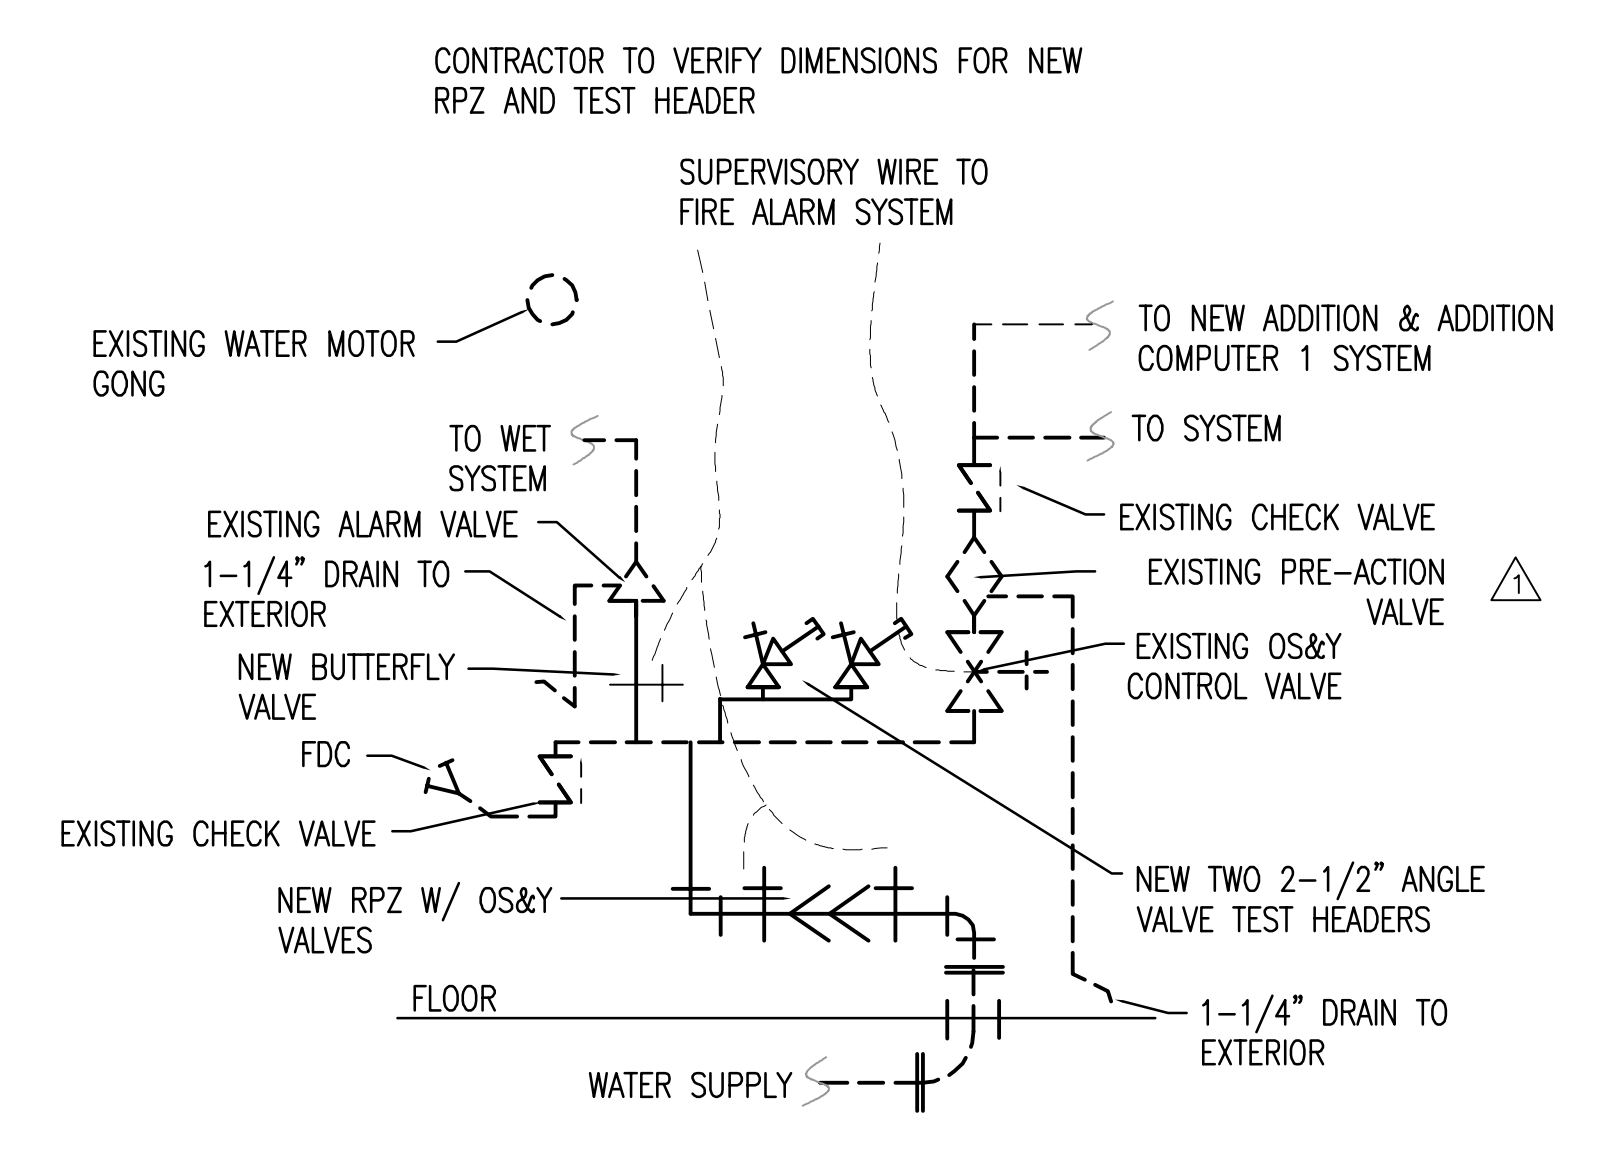 CONTRACTOR TO VERIFY DIMENSIONS FOR NEW
RPZ AND TEST HEADER
SUPERVISORY WIRE TO
FIRE ALARM SYSTEM
EXISTING WATER MOTOR
GONG
TO NEW ADDITION & ADDITION
COMPUTER 1 SYSTEM
TO WET
SYSTEM
TO SYSTEM
EXISTING ALARM VALVE
EXISTING CHECK VALVE
1-1/4" DRAIN TO
EXTERIOR
EXISTING PRE-ACTION
VALVE
1
NEW BUTTERFLY
VALVE
EXISTING OS&Y
CONTROL VALVE
FDC
EXISTING CHECK VALVE
NEW RPZ W/ OS&Y
VALVES
NEW TWO 2-1/2" ANGLE
VALVE TEST HEADERS
FLOOR
1-1/4" DRAIN TO
EXTERIOR
WATER SUPPLY